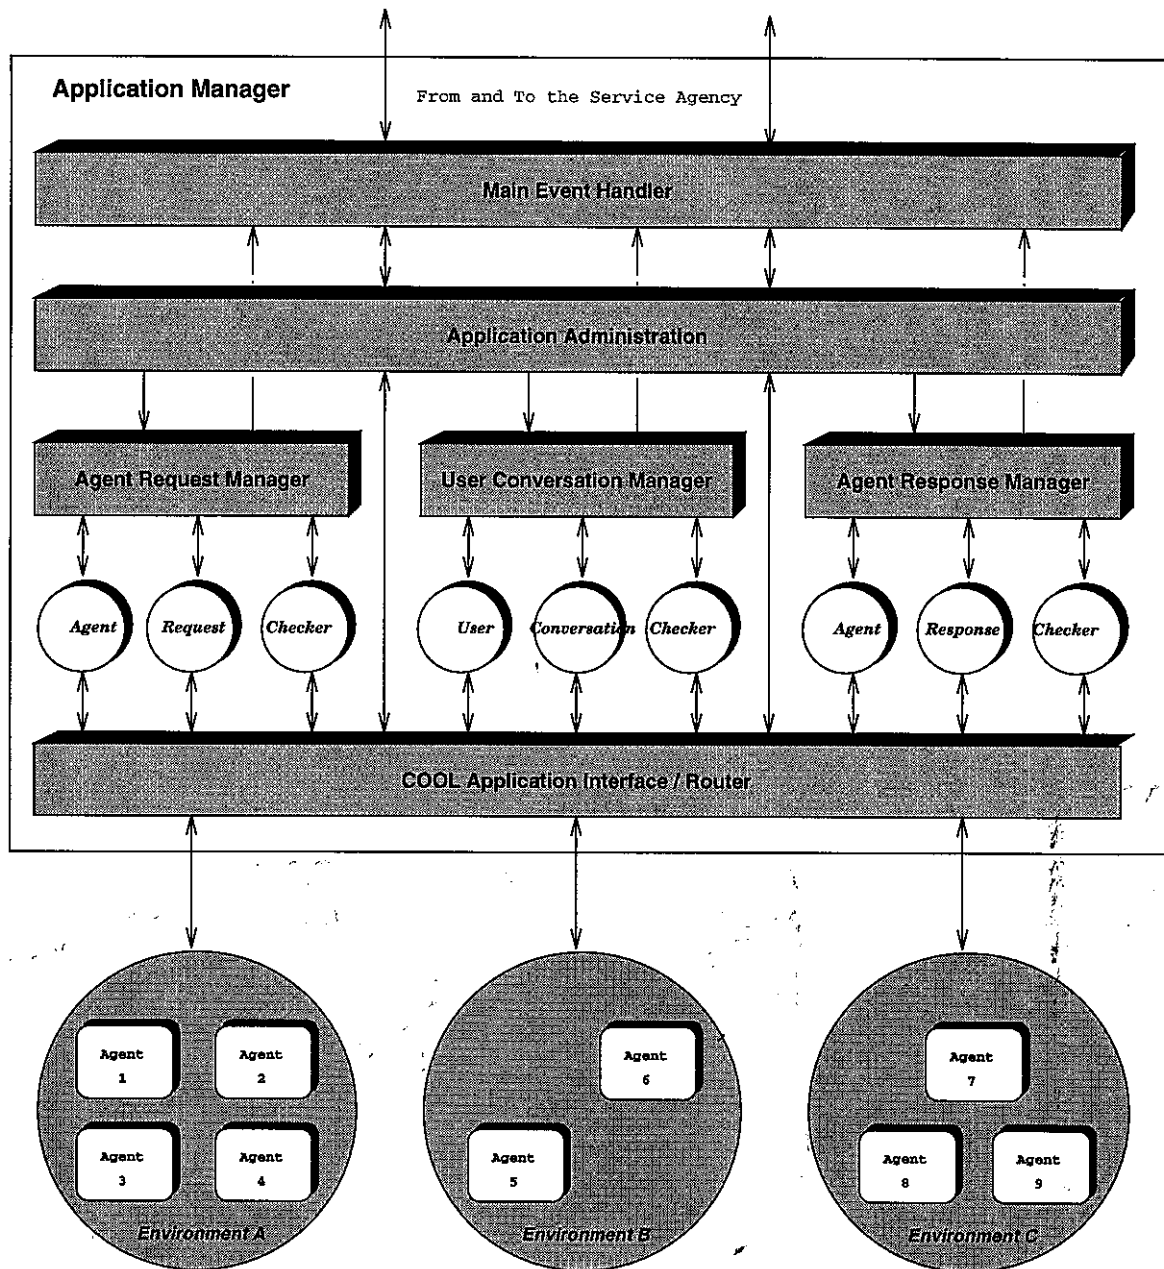 Application Manager
From and To the Service Agency
Main Event Handler
Application Administration
Agent Request Manager
User Conversation Manager
Agent Response Manager
Agent Request Checker
User Conversation Checker
Agent Response Checker
COOL Application Interface / Router
Agent 1
Agent 2
Agent 3
Agent 4
Environment A
Agent 6
Agent 5
Environment B
Agent 7
Agent 8
Agent 9
Environment C